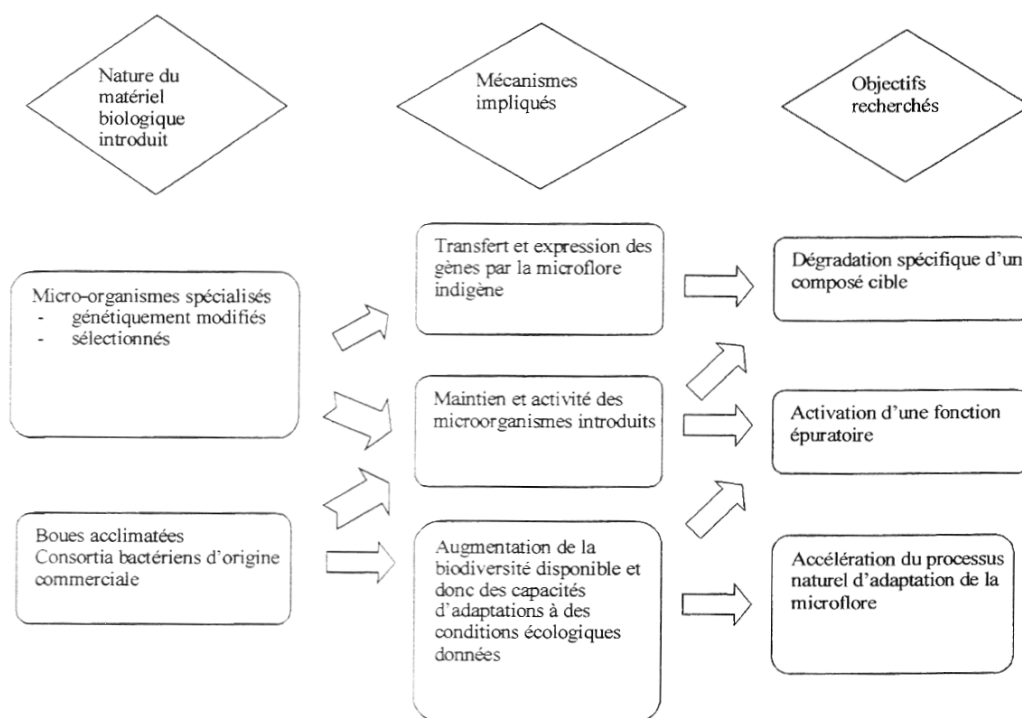 Nature du
matériel
biologique
introduit
Mécanismes
impliqués
Objectifs
recherchés
Micro-organismes spécialisés
- génétiquement modifiés
- sélectionnés
Boues acclimatées
Consortia bactériens d'origine
commerciale
Transfert et expression des
gènes par la microflore
indigène
Maintien et activité des
microorganismes introduits
Augmentation de la
biodiversité disponible et
donc des capacités
d'adaptations à des
conditions écologiques
données
Dégradation spécifique d'un
composé cible
Activation d'une fonction
épuratoire
Accélération du processus
naturel d'adaptation de la
microflore